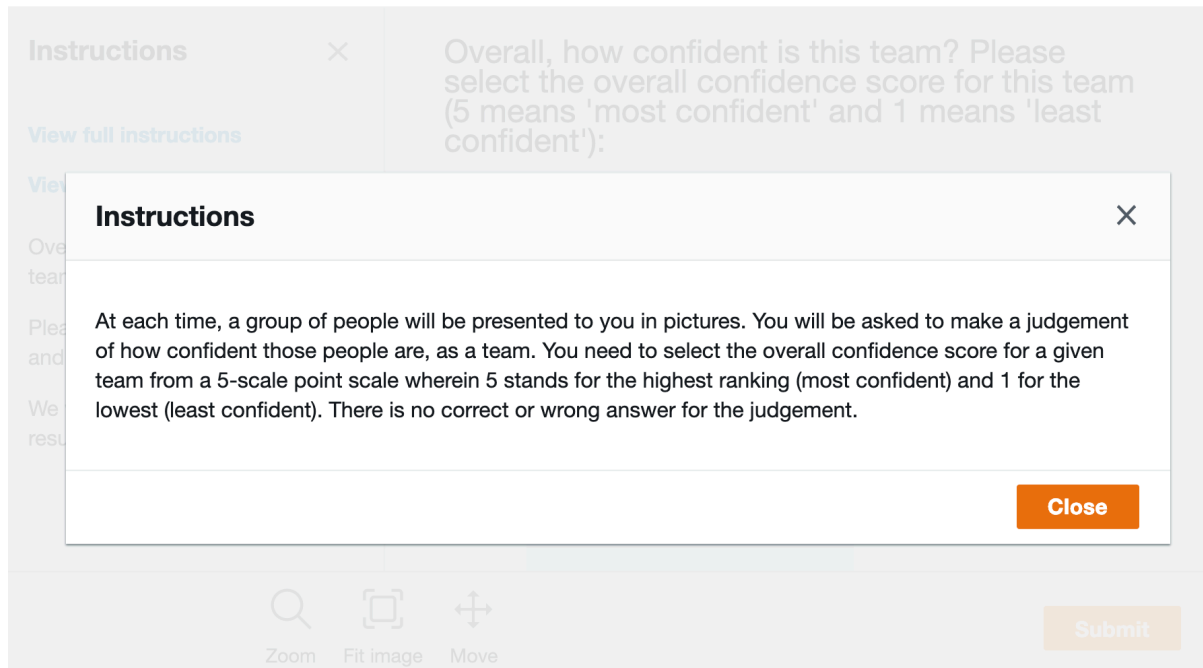 Instructions
Overall, how confident is this team? Please
select the overall confidence score for this team
(5 means 'most confident' and 1 means 'least
confident'):
View full instructions
Instructions
At each time, a group of people will be presented to you in pictures. You will be asked to make a judgement
of how confident those people are, as a team. You need to select the overall confidence score for a given
team from a 5-scale point scale wherein 5 stands for the highest ranking (most confident) and 1 for the
lowest (least confident). There is no correct or wrong answer for the judgement.
We
Close
Zoom
Fit image
Move
Submit